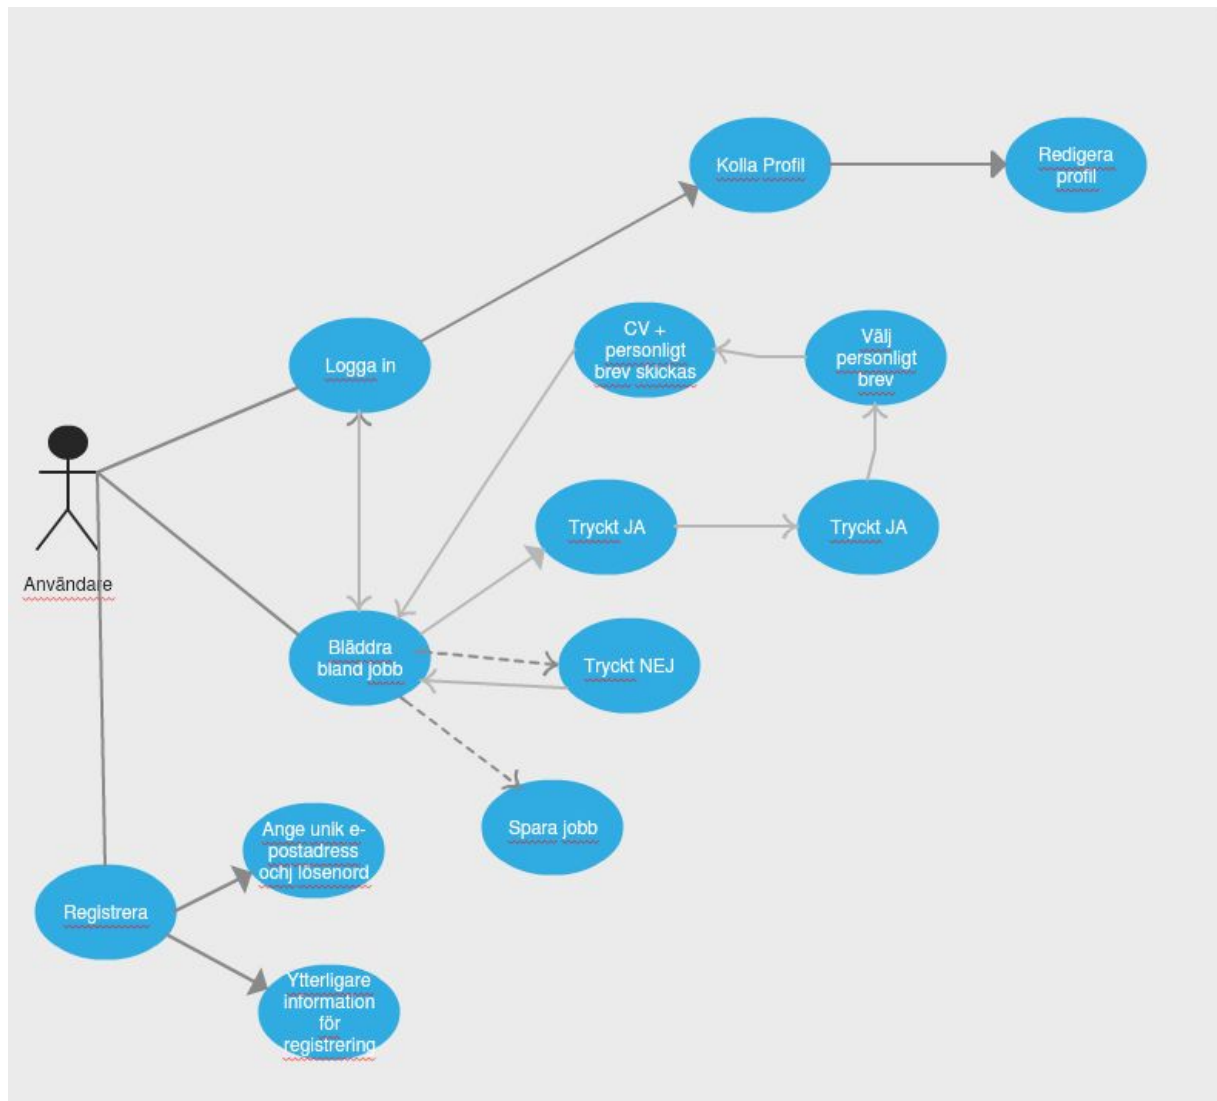 Kolla Profil
Redigera
profil
Logga in
CV +
personligt
brev skickas
Välj
personligt
brev
Användare
Tryckt JA
Tryckt JA
Bläddra
bland jobb
Tryckt NEJ
Spara jobb
Ange unik e-
postadress
ochj lösenord
Registrera
Ytterligare
information
för
registrering